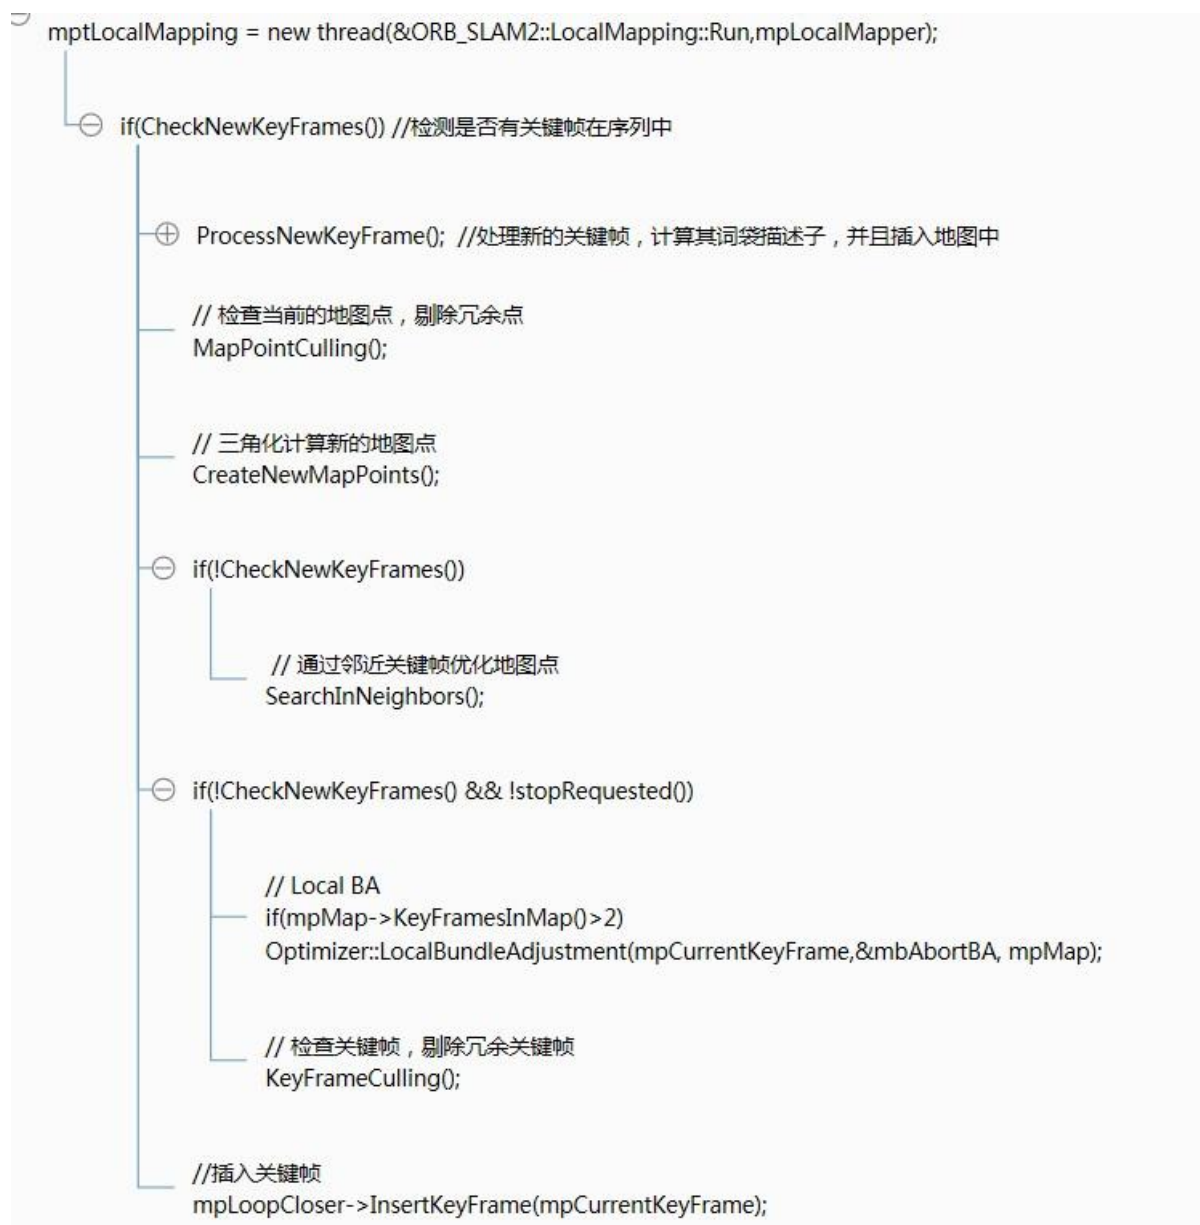 mptLocalMapping = new thread(&ORB_SLAM2::LocalMapping::Run,mpLocalMapper);
if(CheckNewKeyFrames()) //检测是否有关键帧在序列中
ProcessNewKeyFrame(); //处理新的关键帧，计算其词袋描述子，并且插入地图中
// 检查当前的地图点，剔除冗余点
MapPointCulling();
// 三角化计算新的地图点
CreateNewMapPoints();
if(!CheckNewKeyFrames())
// 通过邻近关键帧优化地图点
SearchInNeighbors();
if(!CheckNewKeyFrames() && !stopRequested())
// Local BA
if(mpMap->KeyFramesInMap()>2)
Optimizer::LocalBundleAdjustment(mpCurrentKeyFrame,&mbAbortBA, mpMap);
// 检查关键帧，剔除冗余关键帧
KeyFrameCulling();
//插入关键帧
mpLoopCloser->InsertKeyFrame(mpCurrentKeyFrame);